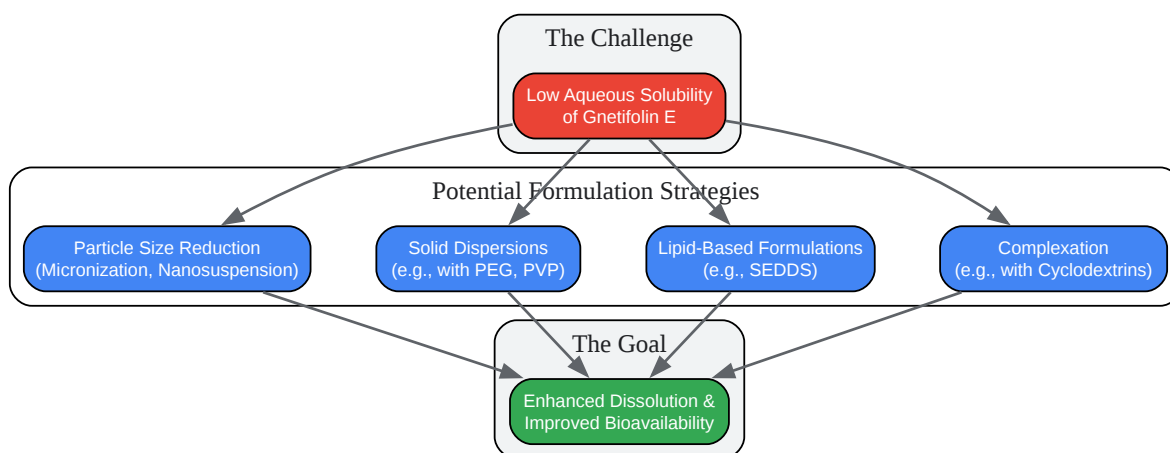 The Challenge
Low Aqueous Solubility
of Gnetifolin E
Potential Formulation Strategies
Particle Size Reduction
(Micronization, Nanosuspension)
Solid Dispersions
(e.g., with PEG, PVP)
Lipid-Based Formulations
(e.g., SEDDS)
Complexation
(e.g., with Cyclodextrins)
The Goal
Enhanced Dissolution &
Improved Bioavailability